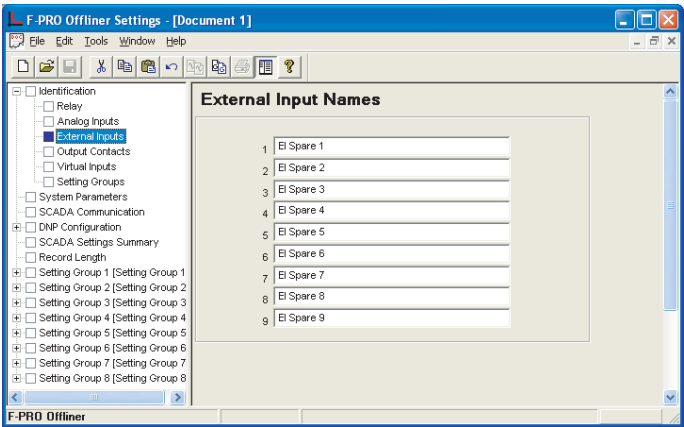 F-PRO Offliner Settings - [Document 1]
File Edit Tools Window Help
Identification
Relay
Analog Inputs
External Inputs
Output Contacts
Virtual Inputs
Setting Groups
System Parameters
SCADA Communication
DNP Configuration
SCADA Settings Summary
Record Length
Setting Group 1 [Setting Group 1
Setting Group 2 [Setting Group 2
Setting Group 3 [Setting Group 3
Setting Group 4 [Setting Group 4
Setting Group 5 [Setting Group 5
Setting Group 6 [Setting Group 6
Setting Group 7 [Setting Group 7
Setting Group 8 [Setting Group 8
External Input Names
1 EI Spare 1
2 EI Spare 2
3 EI Spare 3
4 EI Spare 4
5 EI Spare 5
6 EI Spare 6
7 EI Spare 7
8 EI Spare 8
9 EI Spare 9
F-PRO Offliner